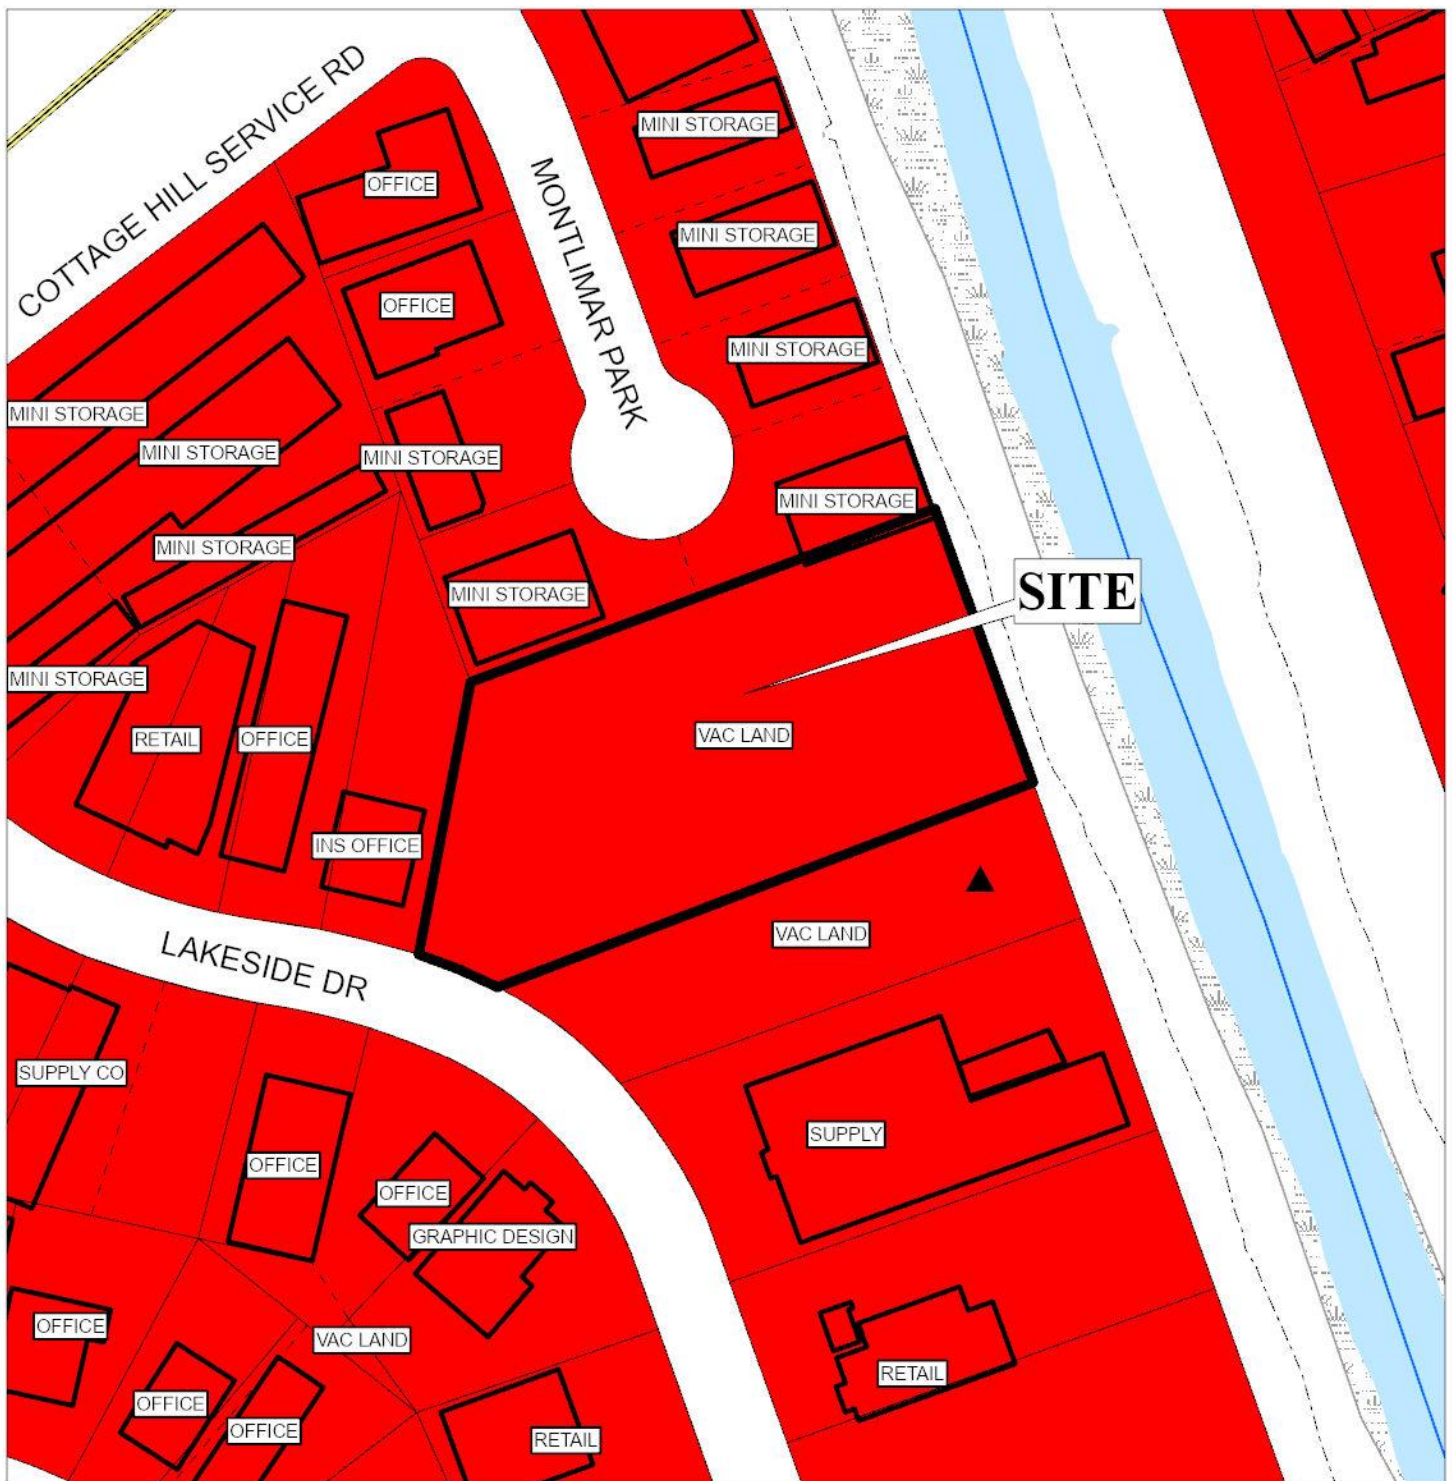 COTTAGE HILL SERVICE RD
MINI STORAGE
OFFICE
MONTLIMAR PARK
MINI STORAGE
OFFICE
MINI STORAGE
MINI STORAGE
MINI STORAGE
MINI STORAGE
MINI STORAGE
MINI STORAGE
SITE
MINI STORAGE
MINI STORAGE
RETAIL
OFFICE
VAC LAND
INS OFFICE
VAC LAND
LAKESIDE DR
SUPPLY CO
SUPPLY
OFFICE
OFFICE
GRAPHIC DESIGN
OFFICE
VAC LAND
RETAIL
OFFICE
OFFICE
RETAIL